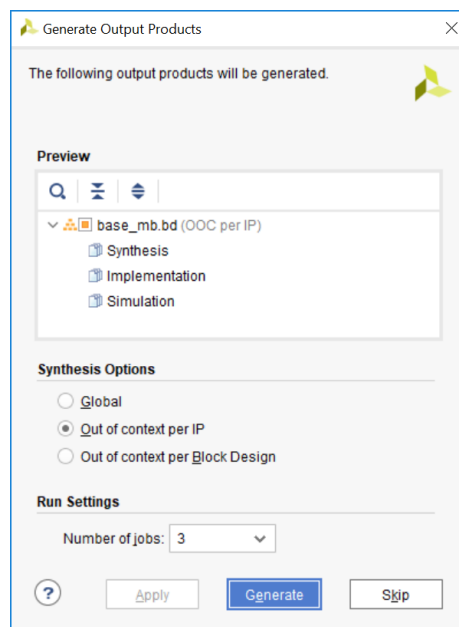 Generate Output Products
The following output products will be generated.
Preview
base_mb.bd (OOC per IP)
Synthesis
Implementation
Simulation
Synthesis Options
Global
Out of context per IP
Out of context per Block Design
Run Settings
Number of jobs: 3
? Apply Generate Skip